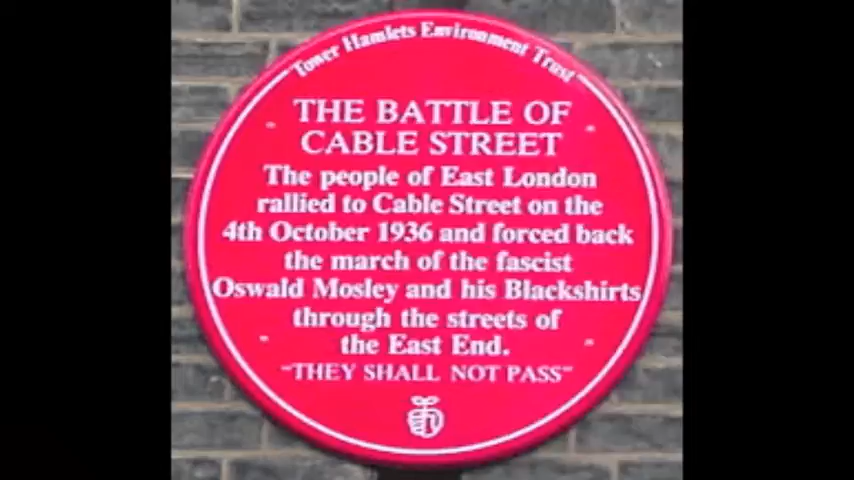 Tower Hamlets Environment Trust
THE BATTLE OF
CABLE STREET
The people of East London
rallied to Cable Street on the
4th October 1936 and forced back
the march of the fascist
Oswald Mosley and his Blackshirts
through the streets of
the East End.
"THEY SHALL NOT PASS"